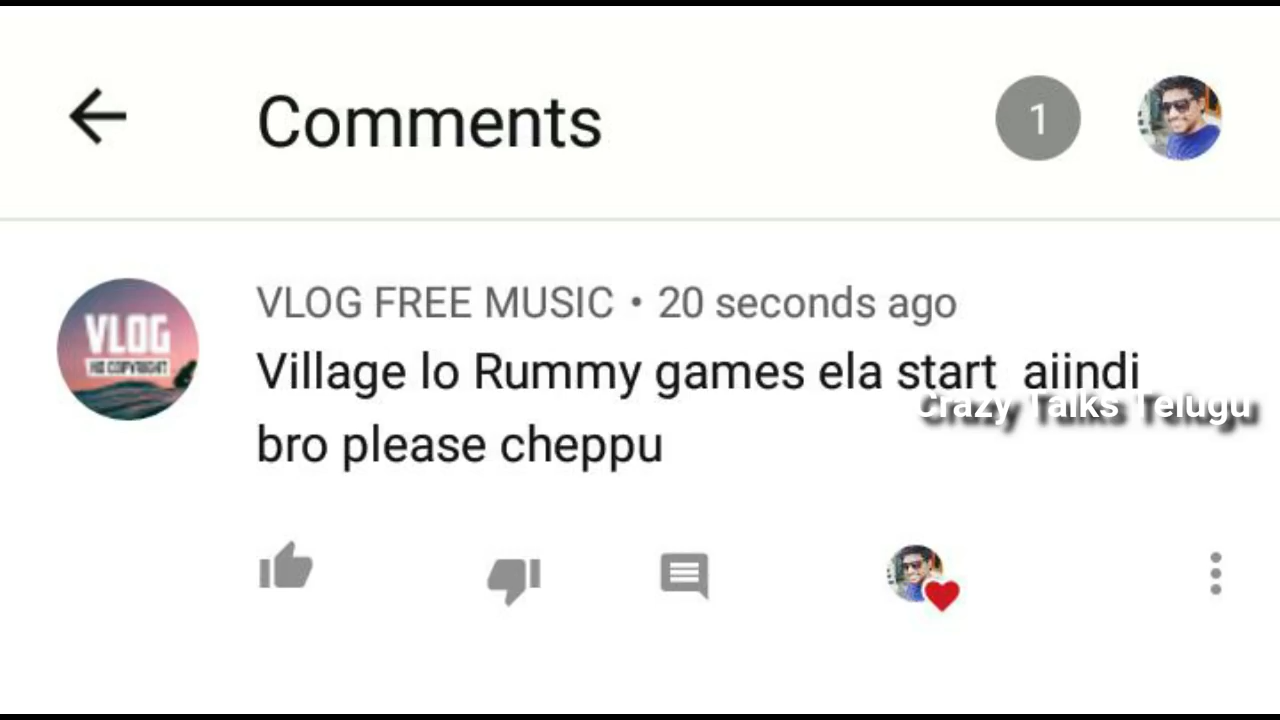 Comments
1
VLOG FREE MUSIC • 20 seconds ago
VLOG
NO COPYRIGHT
Village lo Rummy games ela start aiindi
Crazy Talks Telugu
bro please cheppu